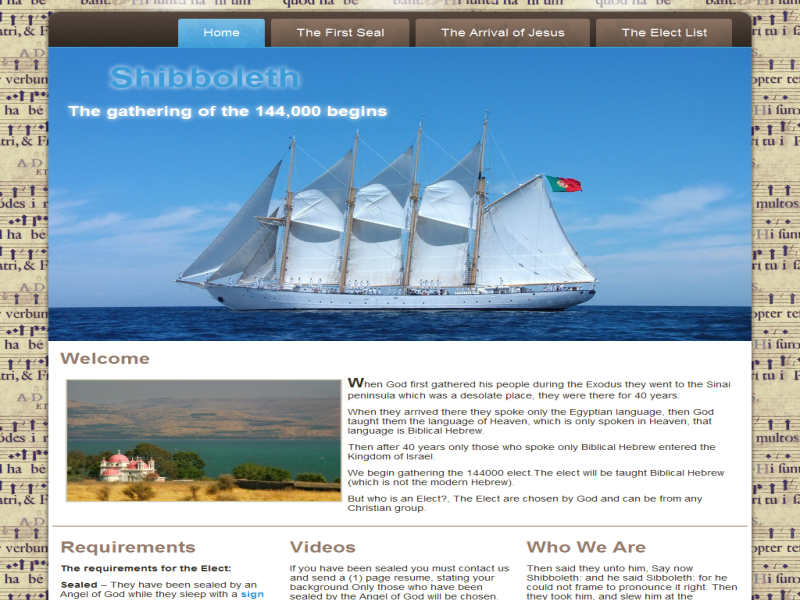 Home
The First Seal
The Arrival of Jesus
The Elect List
Shibboleth
The gathering of the 144,000 begins
Welcome
When God first gathered his people during the Exodus they went to the Sinai
peninsula which was a desolate place, they were there for 40 years.
When they arrived there they spoke only the Egyptian language, then God
taught them the language of Heaven, which is only spoken in Heaven, that
language is Biblical Hebrew.
Then after 40 years only those who spoke only Biblical Hebrew entered the
Kingdom of Israel.
We begin gathering the 144000 elect.The elect will be taught Biblical Hebrew
(which is not the modern Hebrew).
But who is an Elect?, The Elect are chosen by God and can be from any
Christian group.
Requirements
The requirements for the Elect:
Sealed – They have been sealed by an
Angel of God while they sleep with a sign
Videos
If you have been sealed you must contact us
and send a (1) page resume, stating your
background.Only those who have been
sealed by the Angel of God will be chosen.
Who We Are
Then said they unto him, Say now
Shibboleth: and he said Sibboleth: for he
could not frame to pronounce it right. Then
they took him, and slew him at the